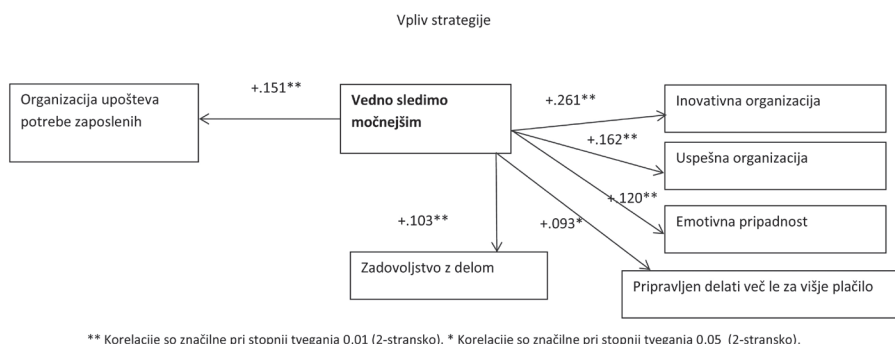 Vpliv strategije
Organizacija upošteva
potrebe zaposlenih
+.151**
Vedno sledimo
močnejšim
+.261**
Inovativna organizacija
+.162**
Uspešna organizacija
+.120**
Emotivna pripadnost
+.103**
+.093*
Zadovoljstvo z delom
Pripravljen delati več le za višje plačilo
** Korelacije so značilne pri stopnji tveganja 0.01 (2-stransko). * Korelacije so značilne pri stopnji tveganja 0.05 (2-stransko).